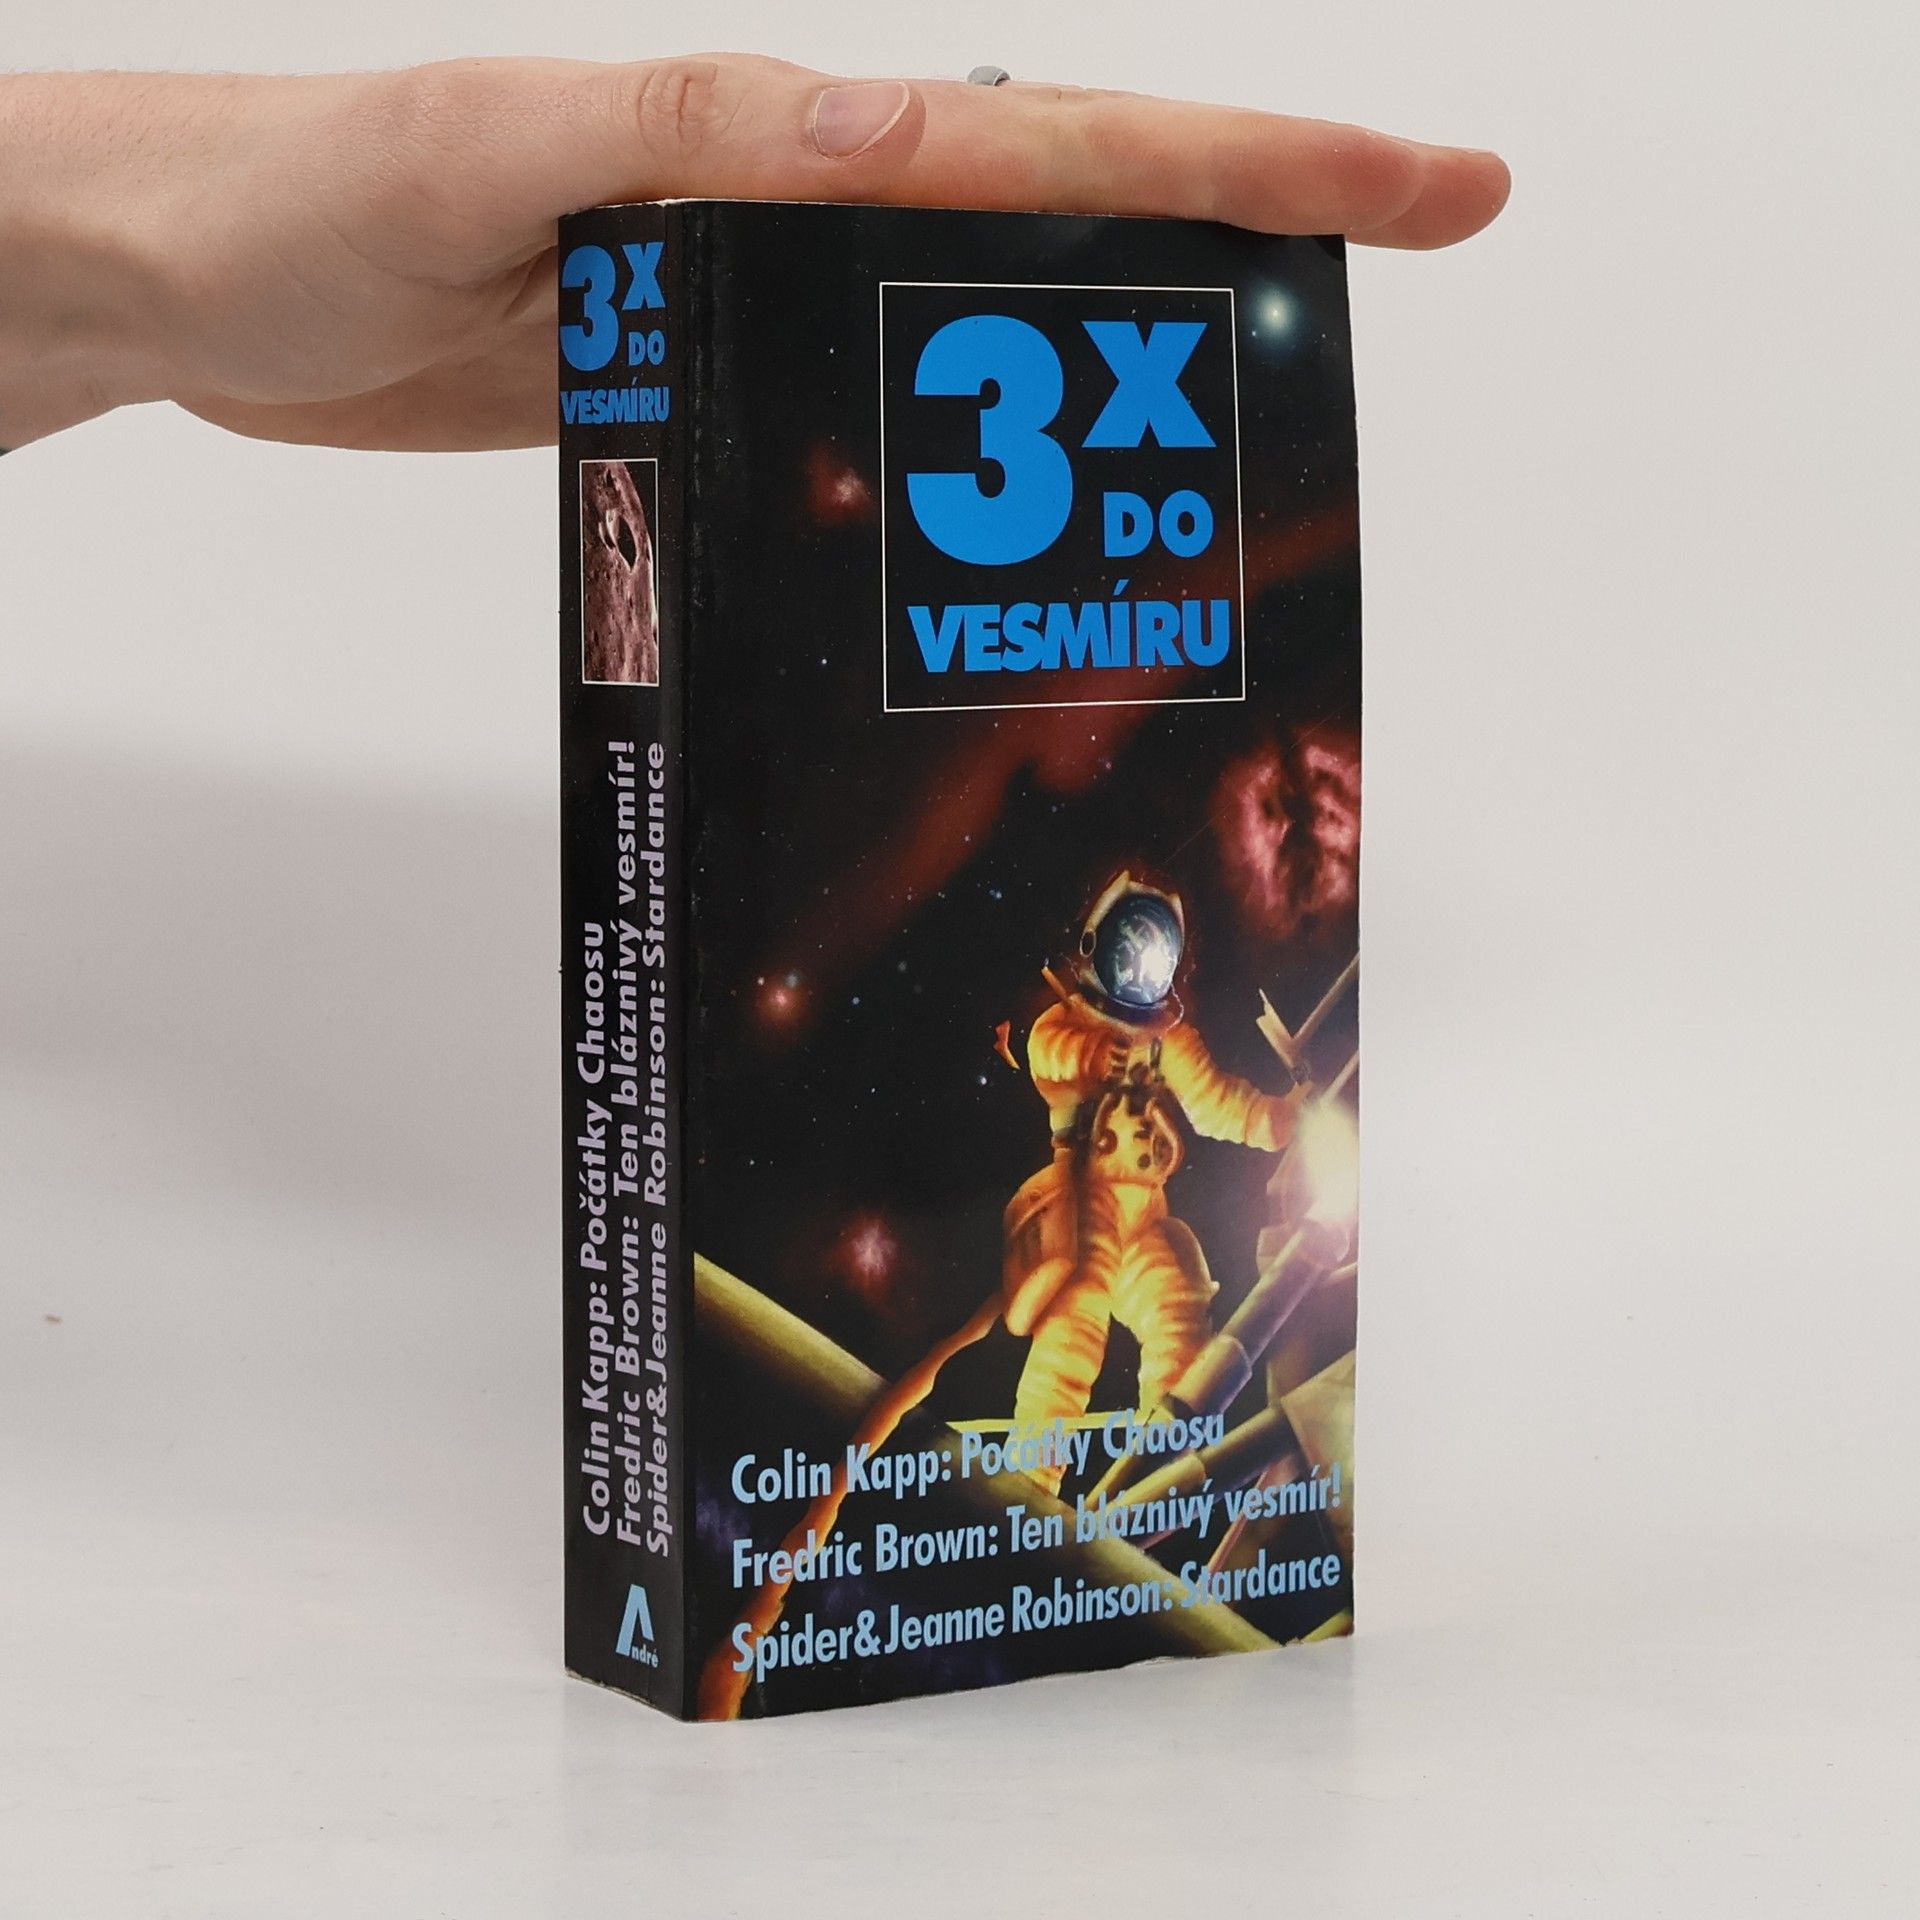 3x
DO
VESMÍRU
Colin Kapp: Počátky Chaosu
Fredric Brown: Ten bláznivý vesmír!
Spider&Jeanne Robinson: Stardance
André
3x
DO
VESMÍRU
Colin Kapp: Počátky Chaosu
Fredric Brown: Ten bláznivý vesmír!
Spider&Jeanne Robinson: Stardance